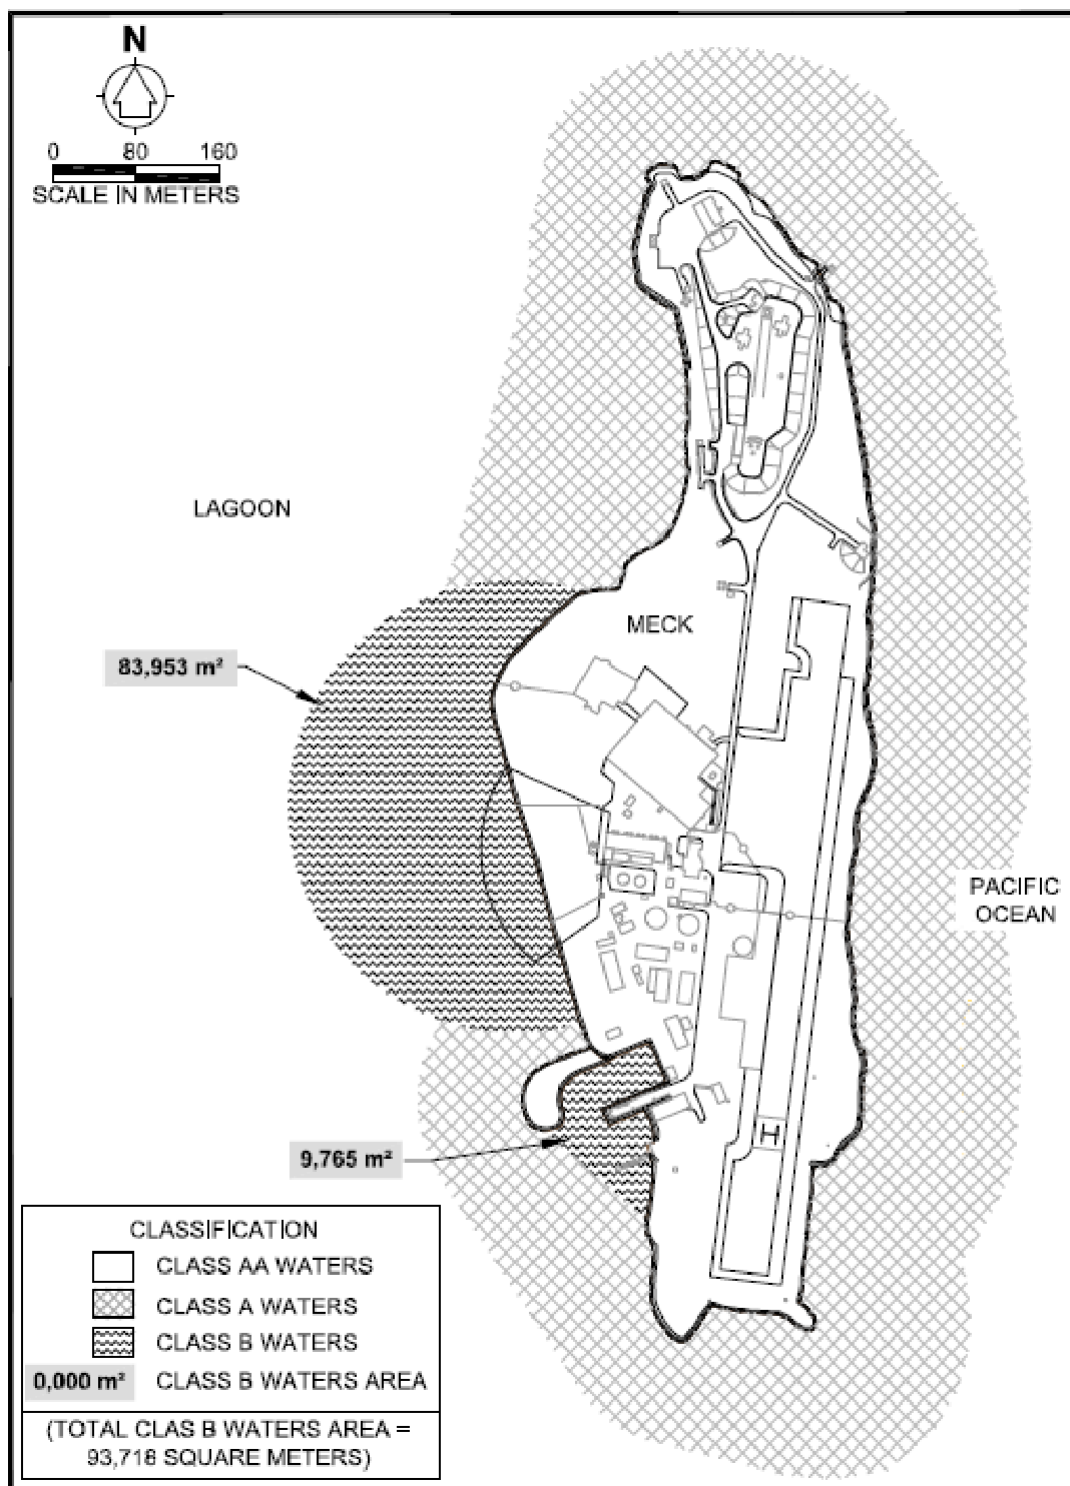 N
0 80 160
SCALE IN METERS
LAGOON
MECK
83,953 m²
PACIFIC
OCEAN
H
9,765 m²
CLASSIFICATION
CLASS AA WATERS
CLASS A WATERS
CLASS B WATERS
0,000 m² CLASS B WATERS AREA
(TOTAL CLAS B WATERS AREA =
93,718 SQUARE METERS)